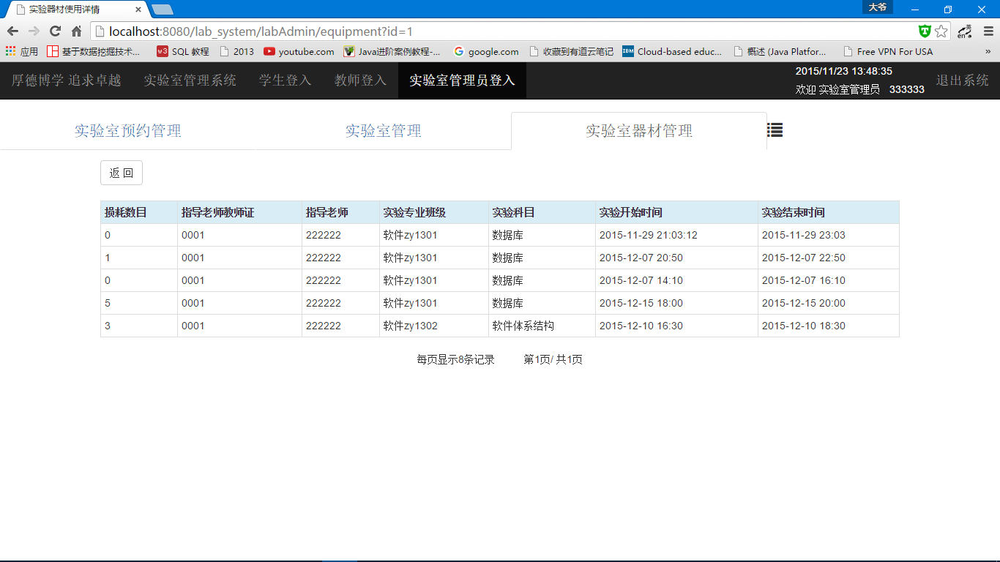 实验器材使用详情
大爷
localhost:8080/lab_system/labAdmin/equipment?id=1
应用 基于数据挖掘技术... SQL 教程 2013 youtube.com Java进阶案例教程-... google.com 收藏到有道云笔记 Cloud-based educ... 概述 (Java Platfor... Free VPN For USA »
厚德博学 追求卓越 实验室管理系统 学生登入 教师登入 实验室管理员登入
2015/11/23 13:48:35
欢迎 实验室管理员 333333
退出系统
实验室预约管理 实验室管理 实验室器材管理
返 回
损耗数目 指导老师教师证 指导老师 实验专业班级 实验科目 实验开始时间 实验结束时间
0 0001 222222 软件zy1301 数据库 2015-11-29 21:03:12 2015-11-29 23:03
1 0001 222222 软件zy1301 数据库 2015-12-07 20:50 2015-12-07 22:50
0 0001 222222 软件zy1301 数据库 2015-12-07 14:10 2015-12-07 16:10
5 0001 222222 软件zy1301 数据库 2015-12-15 18:00 2015-12-15 20:00
3 0001 222222 软件zy1302 软件体系结构 2015-12-10 16:30 2015-12-10 18:30
每页显示8条记录 第1页/ 共1页